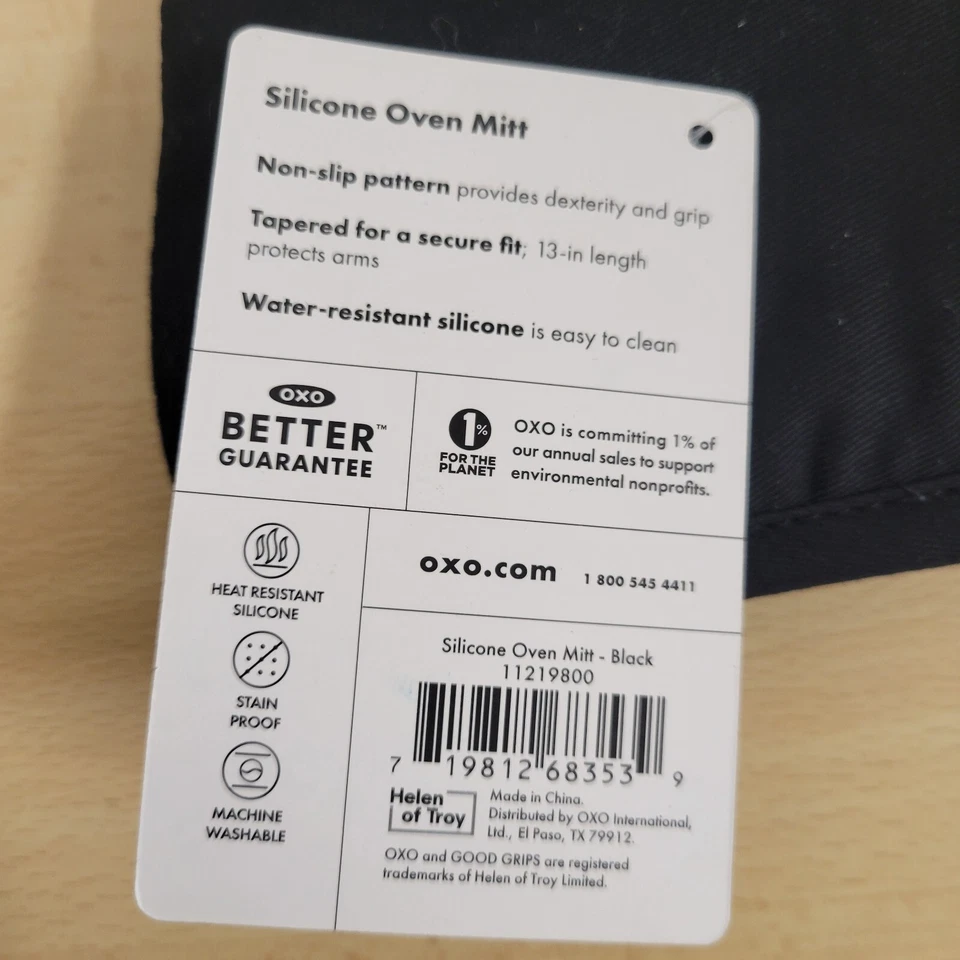 Silicone Oven Mitt
Non-slip pattern provides dexterity and grip
Tapered for a secure fit; 13-in length
protects arms
Water-resistant silicone is easy to clean
OXO
BETTER™
GUARANTEE
1%
FOR THE
PLANET
OXO is committing 1% of
our annual sales to support
environmental nonprofits.
HEAT RESISTANT
SILICONE
STAIN
PROOF
MACHINE
WASHABLE
oxo.com 1 800 545 4411
Silicone Oven Mitt - Black
11219800
7 19812 68353 9
Helen
of Troy
Made in China.
Distributed by OXO International,
Ltd., El Paso, TX 79912.
OXO and GOOD GRIPS are registered
trademarks of Helen of Troy Limited.